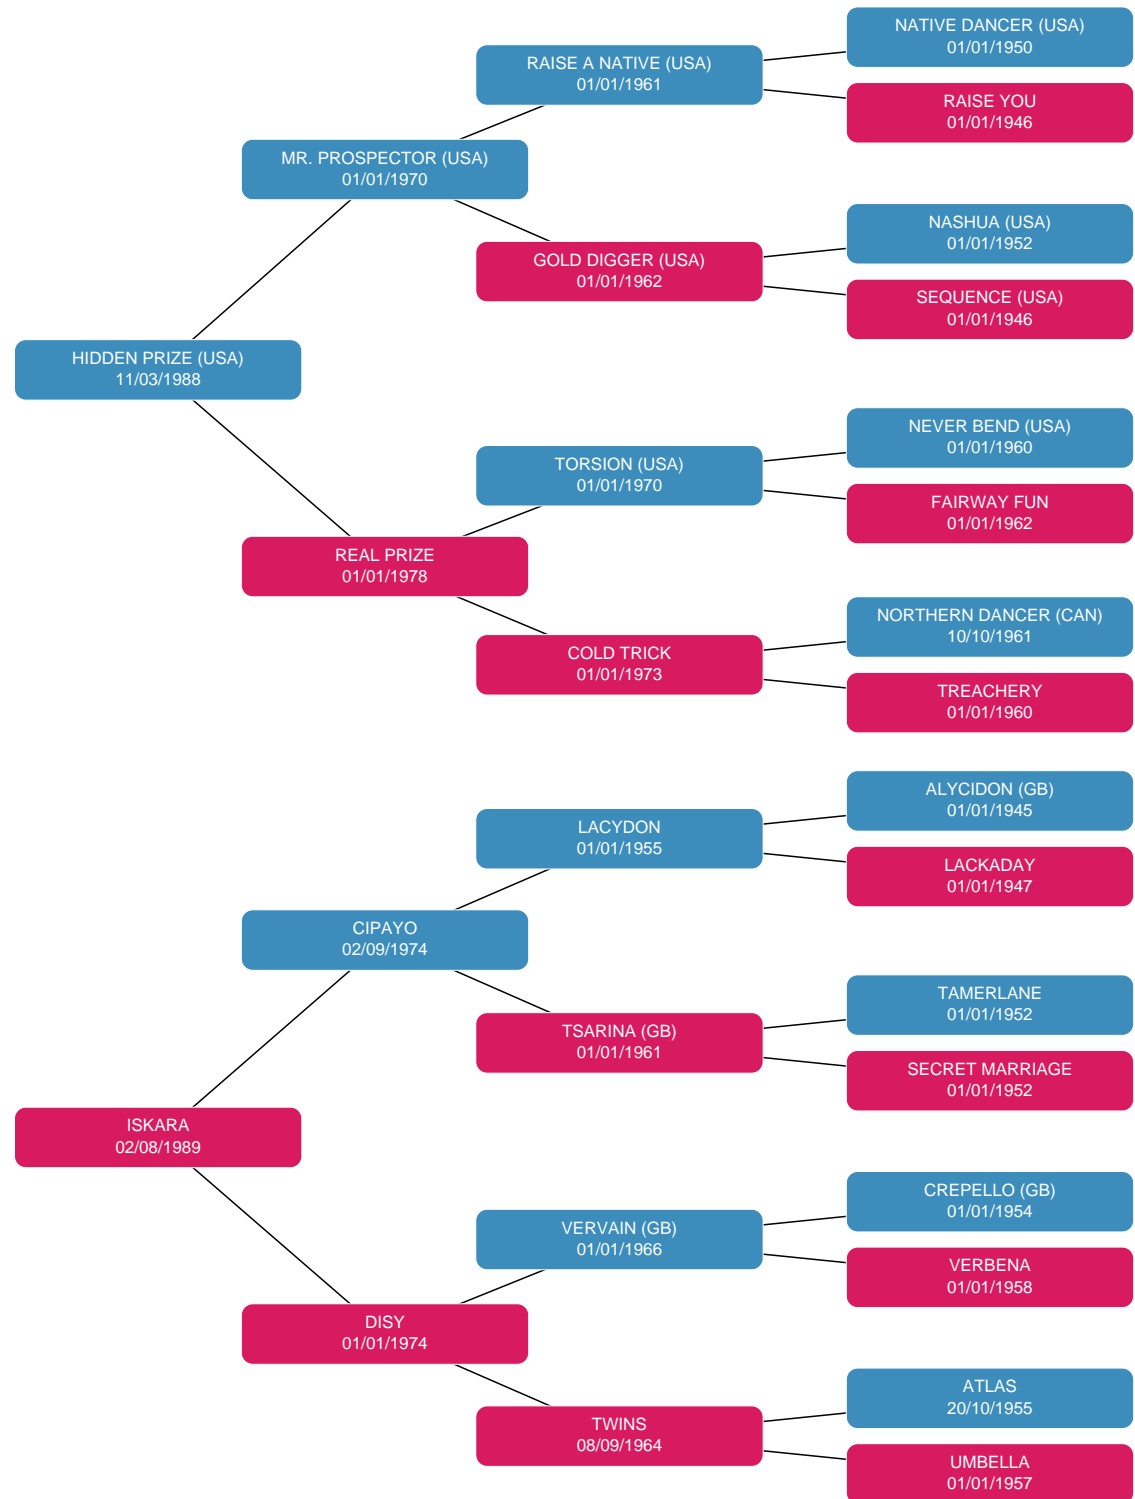 NATIVE DANCER (USA)
01/01/1950
RAISE A NATIVE (USA)
01/01/1961
RAISE YOU
01/01/1946
MR. PROSPECTOR (USA)
01/01/1970
NASHUA (USA)
01/01/1952
GOLD DIGGER (USA)
01/01/1962
SEQUENCE (USA)
01/01/1946
HIDDEN PRIZE (USA)
11/03/1988
NEVER BEND (USA)
01/01/1960
TORSION (USA)
01/01/1970
FAIRWAY FUN
01/01/1962
REAL PRIZE
01/01/1978
NORTHERN DANCER (CAN)
10/10/1961
COLD TRICK
01/01/1973
TREACHERY
01/01/1960
ALYCIDON (GB)
01/01/1945
LACYDON
01/01/1955
LACKADAY
01/01/1947
CIPAYO
02/09/1974
TAMERLANE
01/01/1952
TSARINA (GB)
01/01/1961
SECRET MARRIAGE
01/01/1952
ISKARA
02/08/1989
CREPELLO (GB)
01/01/1954
VERVAIN (GB)
01/01/1966
VERBENA
01/01/1958
DISY
01/01/1974
ATLAS
20/10/1955
TWINS
08/09/1964
UMBELLA
01/01/1957